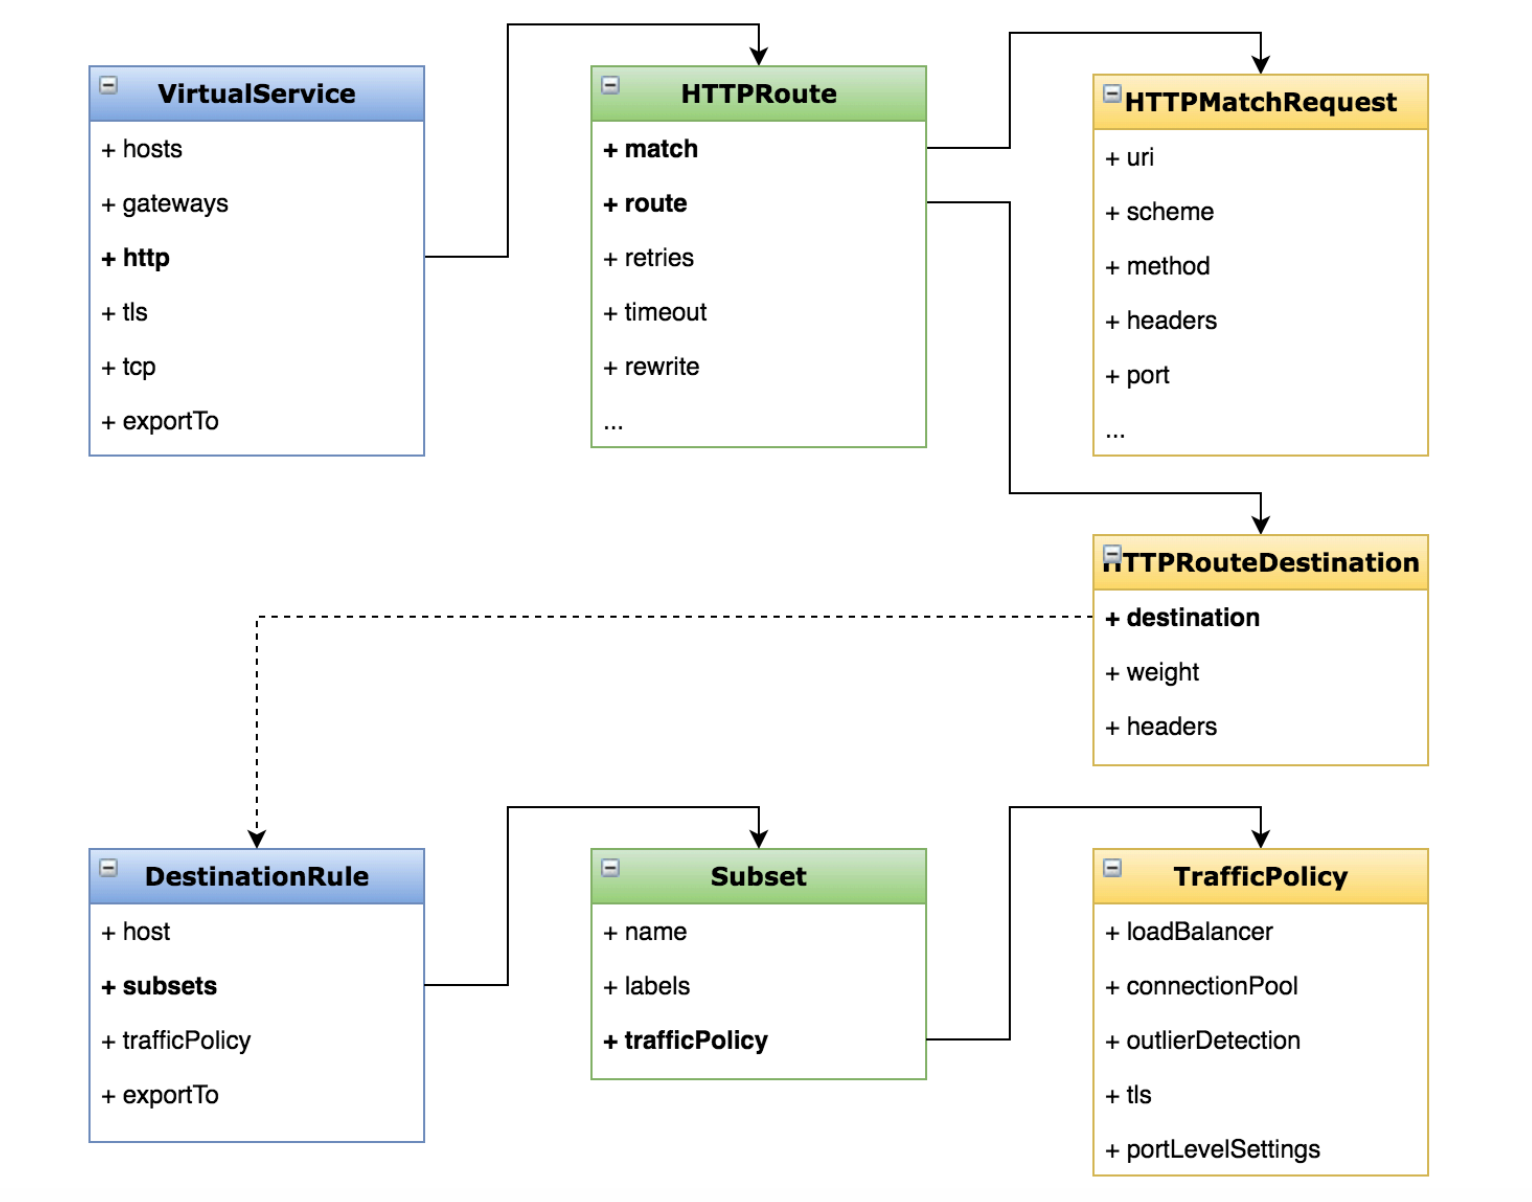 VirtualService
+ hosts
+ gateways
+ http
+ tls
+ tcp
+ exportTo
HTTPRoute
+ match
+ route
+ retries
+ timeout
+ rewrite
...
HTTPMatchRequest
+ uri
+ scheme
+ method
+ headers
+ port
...
HTTPRouteDestination
+ destination
+ weight
+ headers
DestinationRule
+ host
+ subsets
+ trafficPolicy
+ exportTo
Subset
+ name
+ labels
+ trafficPolicy
TrafficPolicy
+ loadBalancer
+ connectionPool
+ outlierDetection
+ tls
+ portLevelSettings